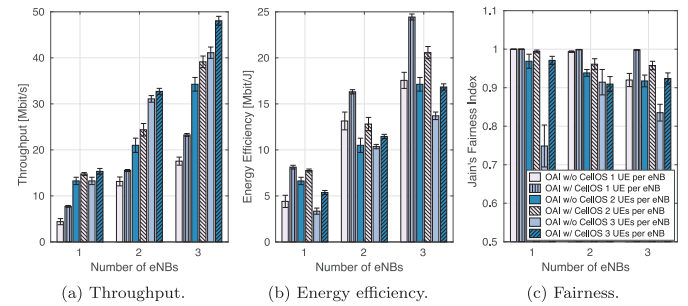 50
40
30
20
10
0
Throughput [Mbit/s]
1 2 3
Number of eNBs
(a) Throughput.
25
20
15
10
5
0
Energy Efficiency [Mbit/J]
1 2 3
Number of eNBs
(b) Energy efficiency.
1.1
1
0.9
0.8
0.7
0.6
0.5
Jain's Fairness Index
OAI w/o CellOS 1 UE per eNB
OAI w/ CellOS 1 UE per eNB
OAI w/o CellOS 2 UEs per eNB
OAI w/ CellOS 2 UEs per eNB
OAI w/o CellOS 3 UEs per eNB
OAI w/ CellOS 3 UEs per eNB
1 2 3
Number of eNBs
(c) Fairness.